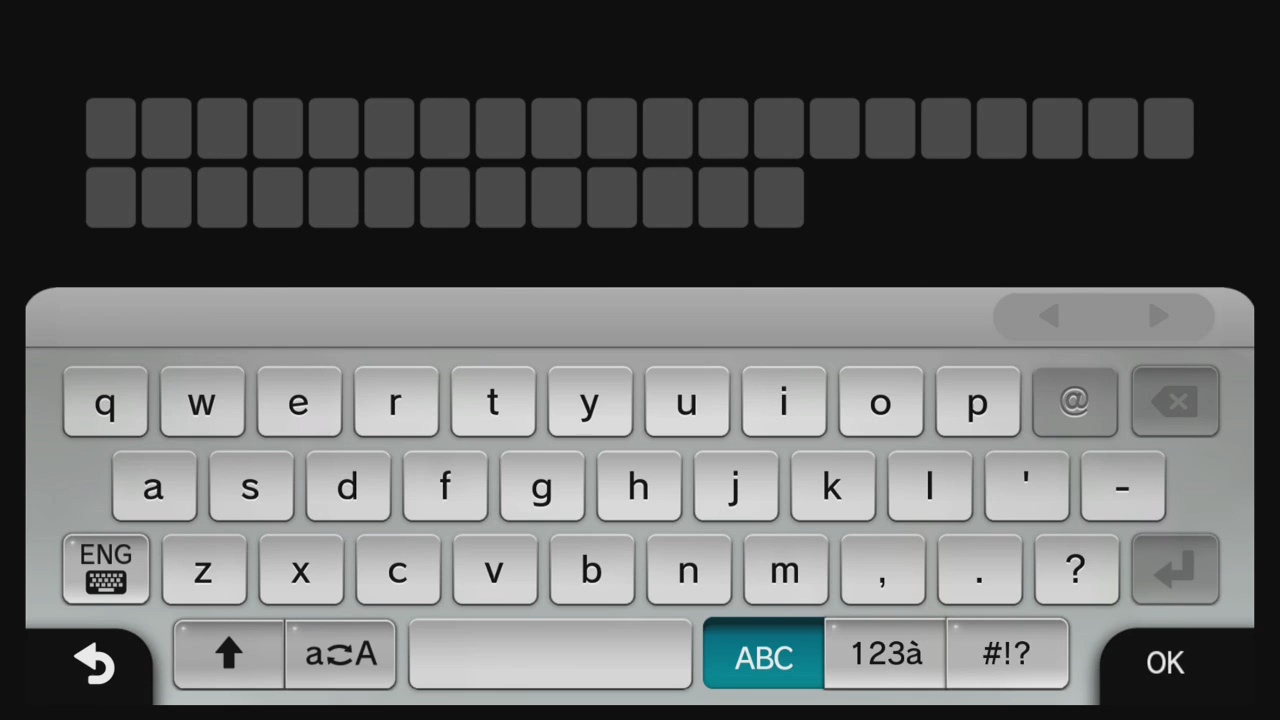 q w e r t y u i o p @
a s d f g h j k l ' -
ENG z x c v b n m , . ?
a A ABC 123à #!? OK